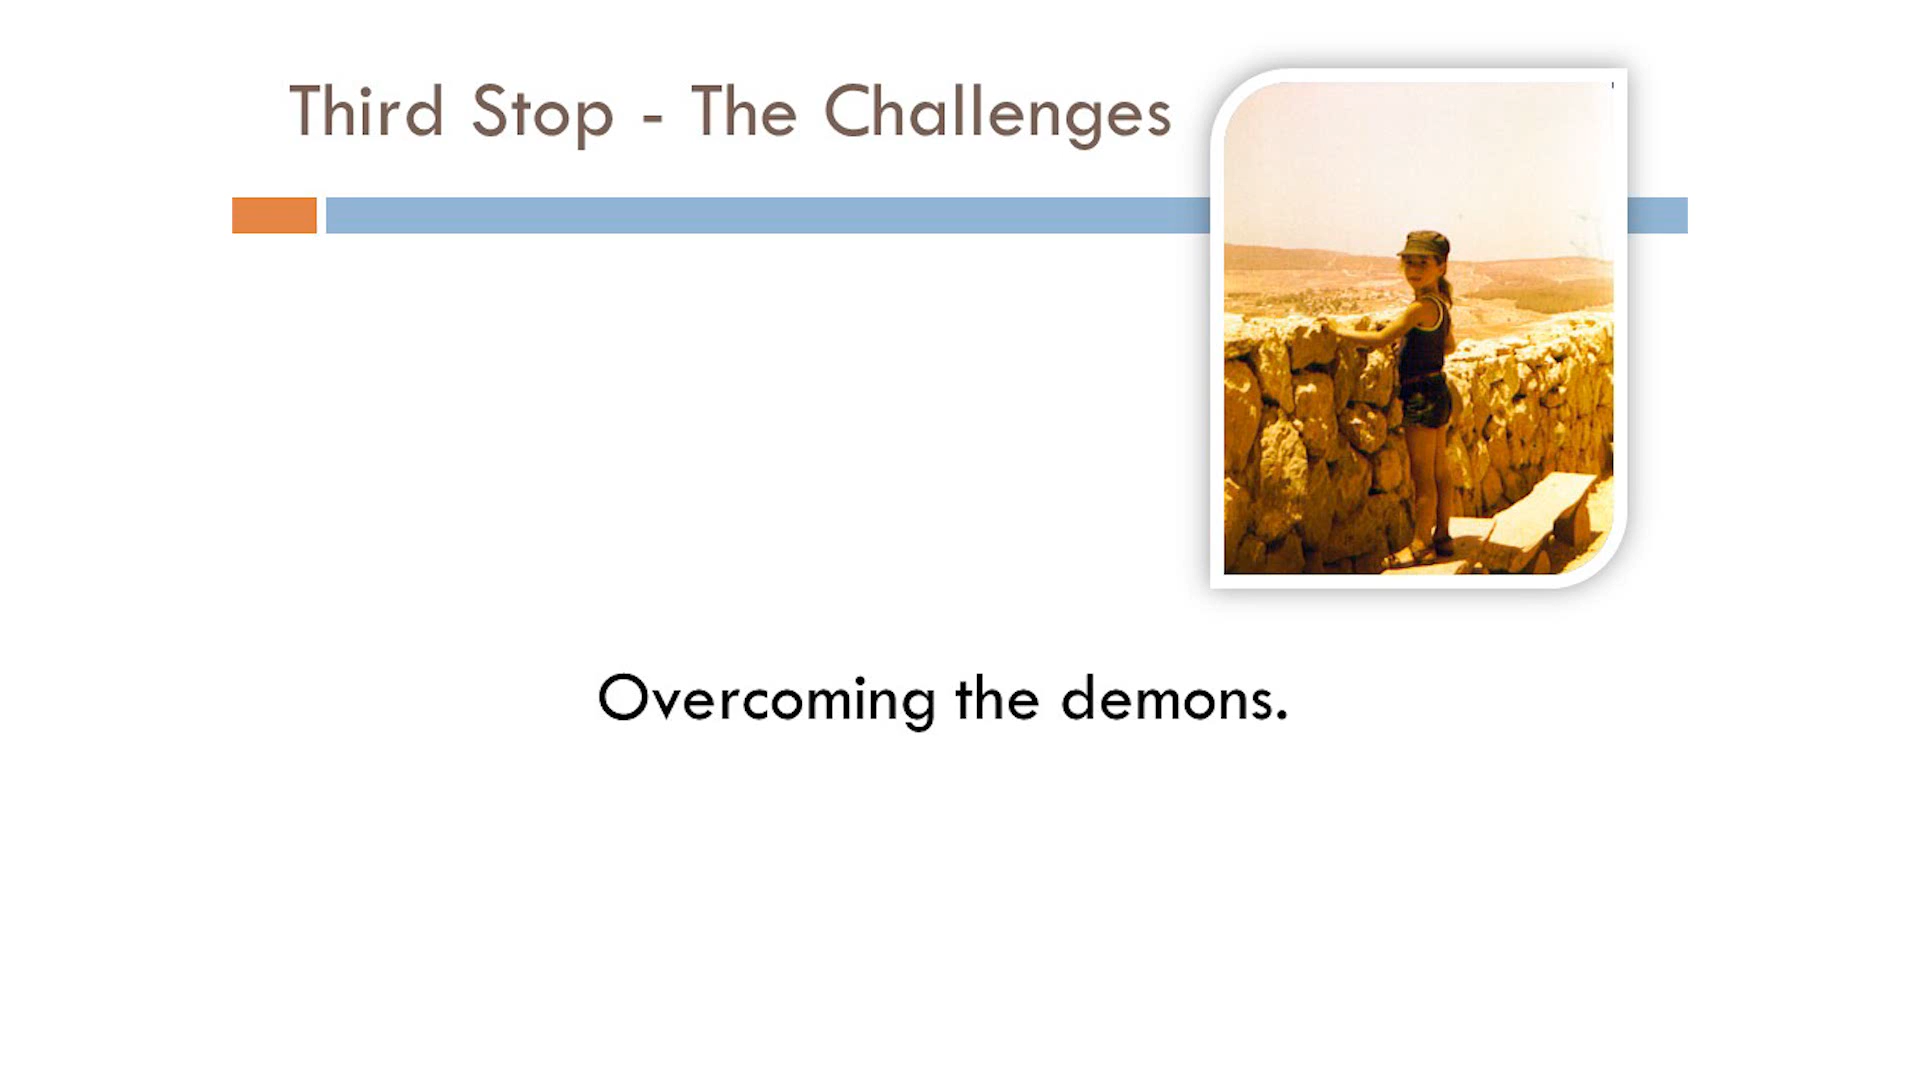 Third Stop - The Challenges
Overcoming the demons.